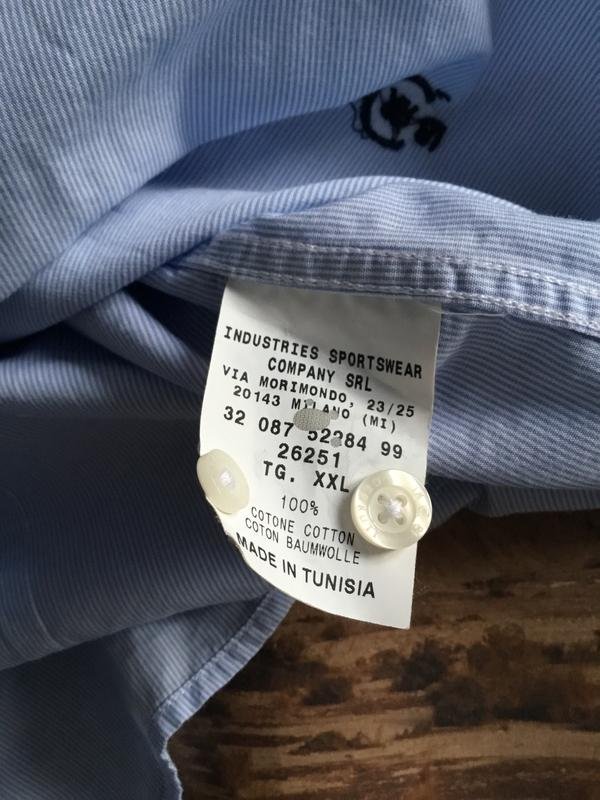 INDUSTRIES SPORTSWEAR
COMPANY SRL
VIA MORIMONDO, 23/25
20143 MILANO (MI)
32 087 52284 99
26251
TG. XXL
100%
COTONE COTTON
COTON BAUMWOLLE
MADE IN TUNISIA